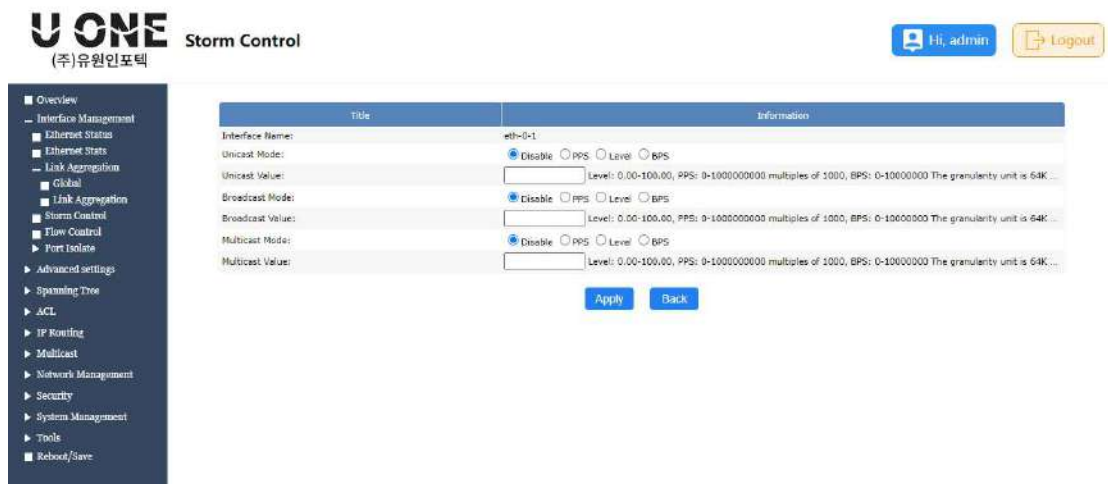 U ONE
(주)유원인포텍
Storm Control
Hi, admin
Logout
Overview
Interface Management
Ethernet Status
Ethernet Stats
Link Aggregation
Global
Link Aggregation
Storm Control
Flow Control
Port Isolate
Advanced settings
Spanning Tree
ACL
IP Routing
Multicast
Network Management
Security
System Management
Tools
Reboot/Save
Title Information
Interface Name: eth-0-1
Unicast Mode: Disable PPS Level BPS
Unicast Value: Level: 0.00-100.00, PPS: 0-1000000000 multiples of 1000, BPS: 0-10000000 The granularity unit is 64K ...
Broadcast Mode: Disable PPS Level BPS
Broadcast Value: Level: 0.00-100.00, PPS: 0-1000000000 multiples of 1000, BPS: 0-10000000 The granularity unit is 64K ...
Multicast Mode: Disable PPS Level BPS
Multicast Value: Level: 0.00-100.00, PPS: 0-1000000000 multiples of 1000, BPS: 0-10000000 The granularity unit is 64K ...
Apply Back